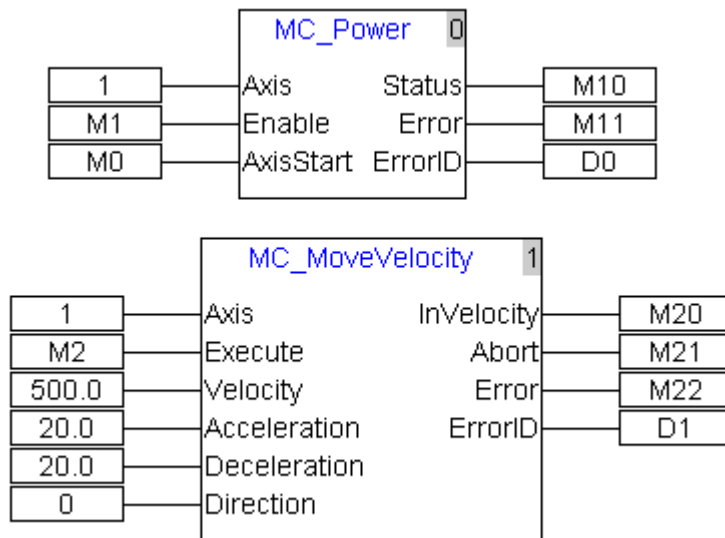 MC_Power 0
1 Axis Status M10
M1 Enable Error M11
M0 AxisStart ErrorID D0
MC_MoveVelocity 1
1 Axis InVelocity M20
M2 Execute Abort M21
500.0 Velocity Error M22
20.0 Acceleration ErrorID D1
20.0 Deceleration
0 Direction